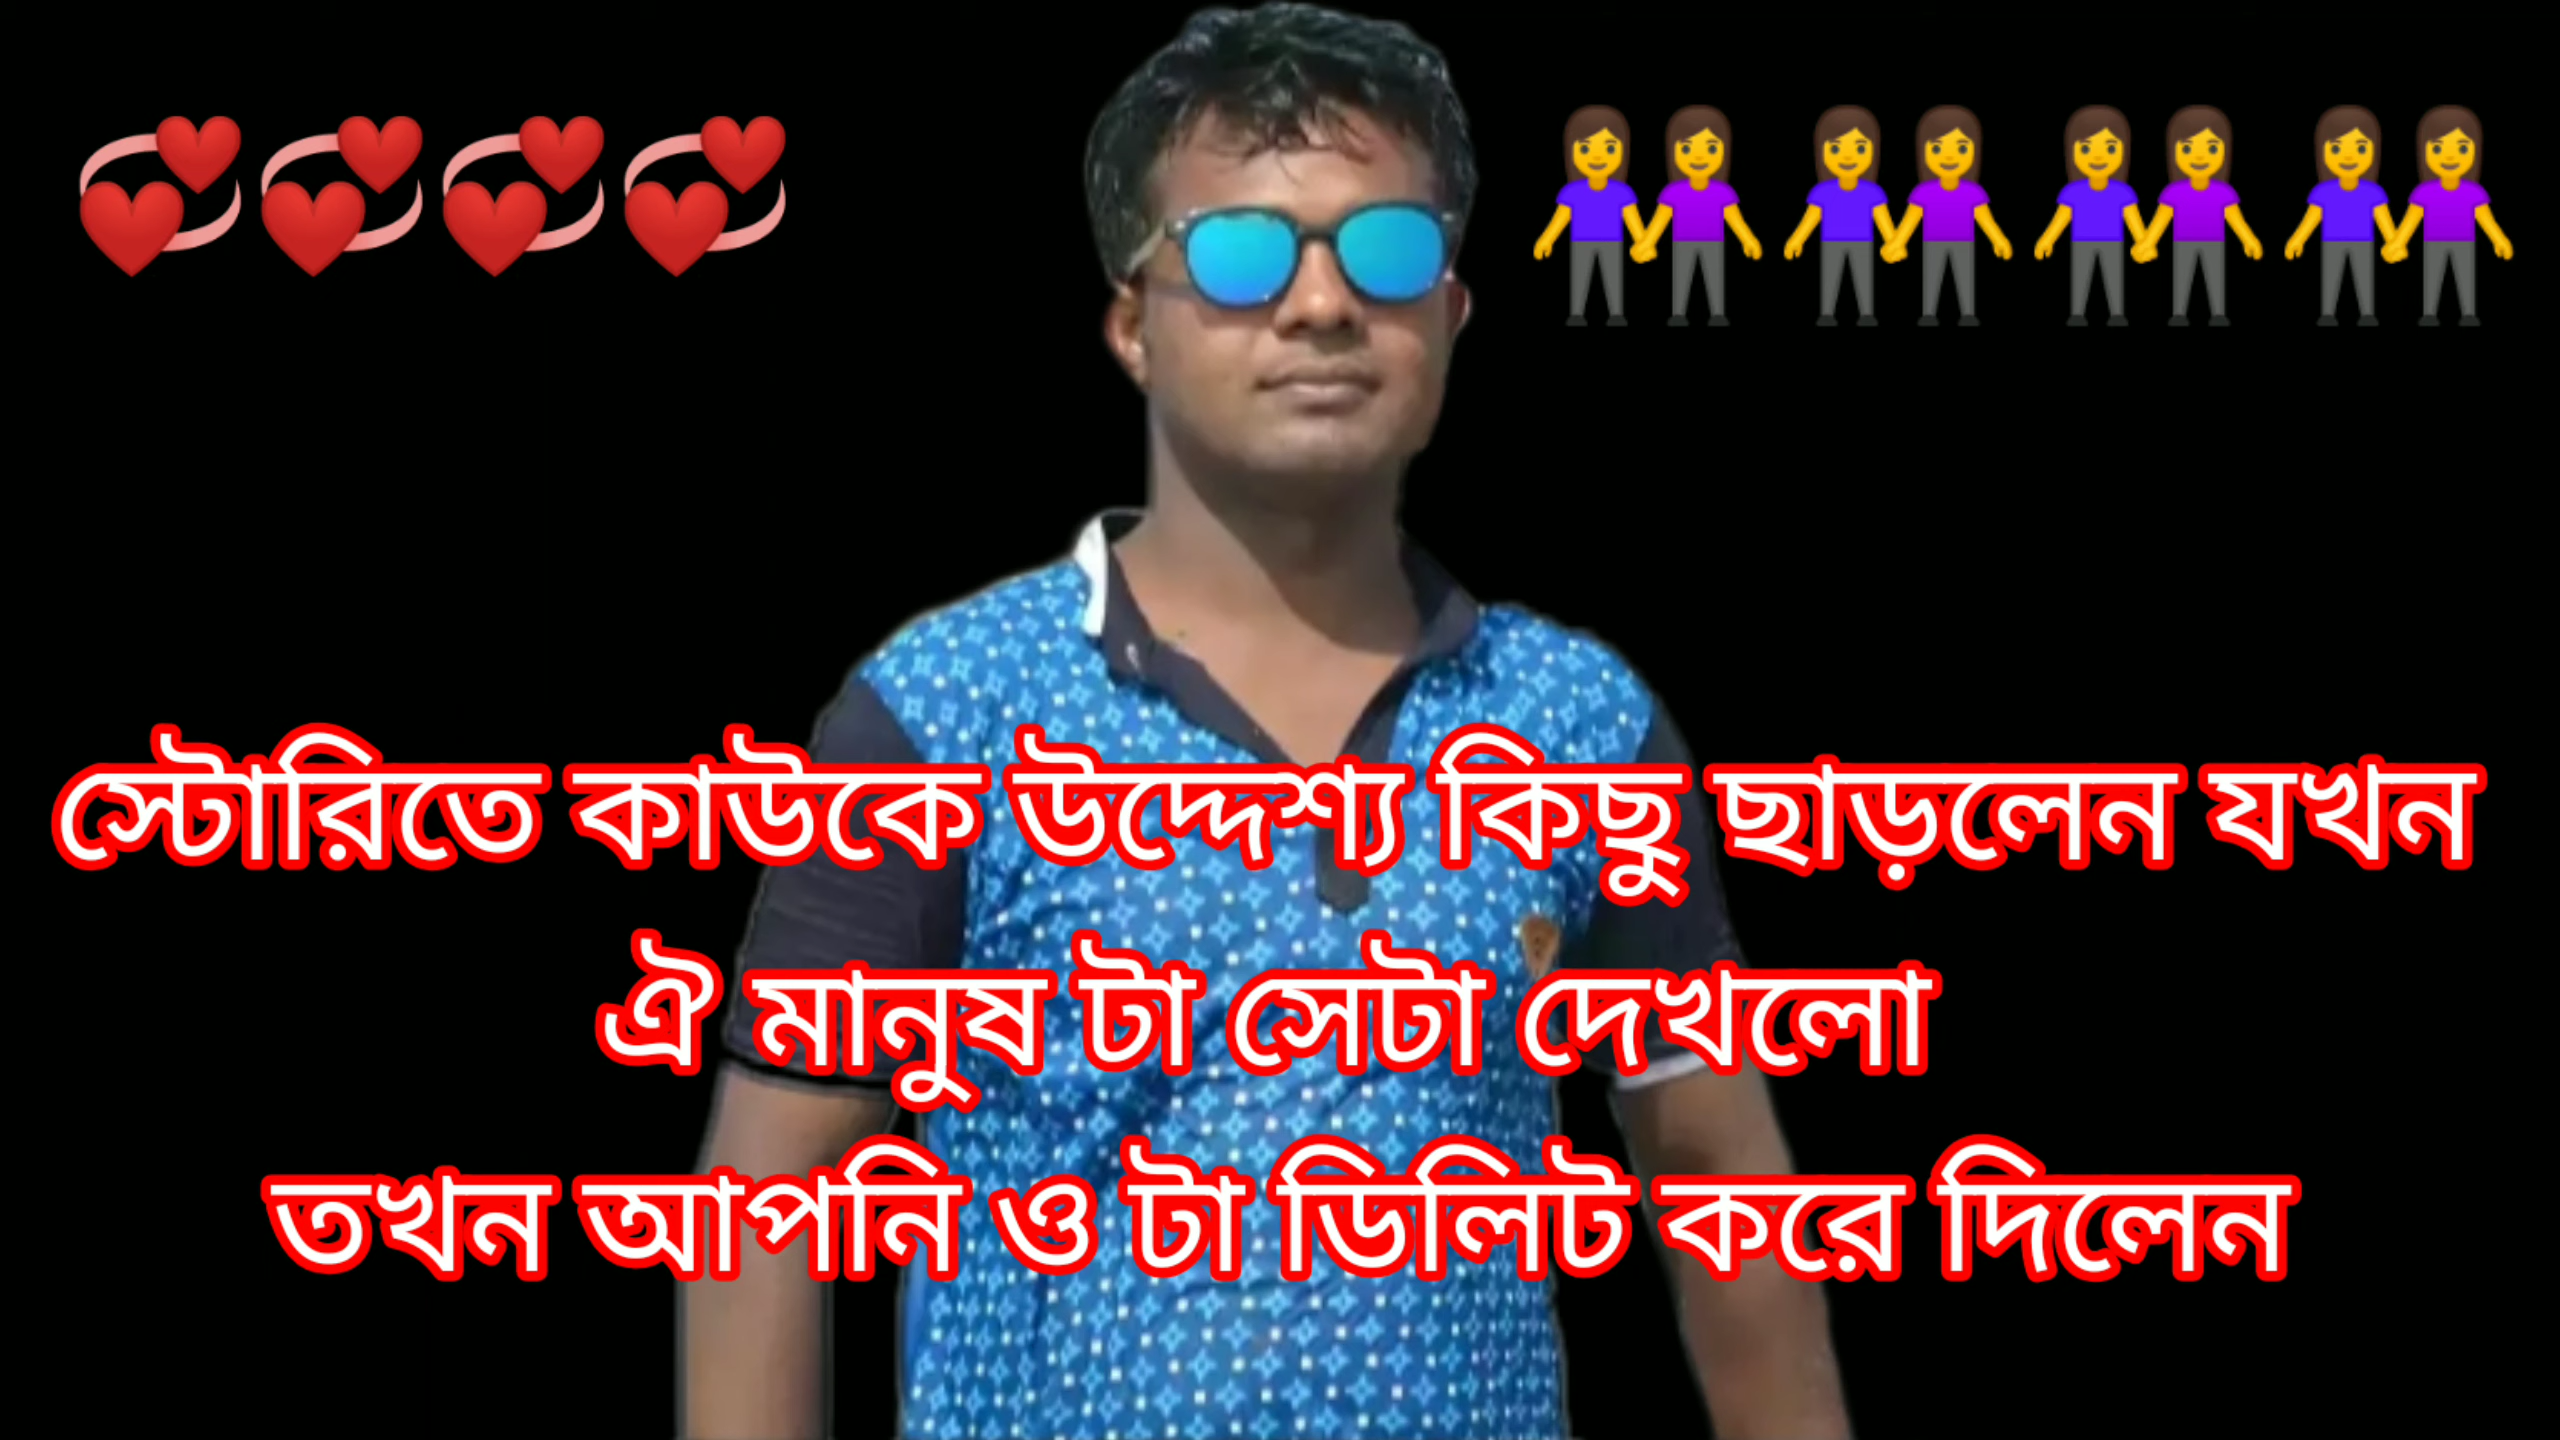 স্টোরিতে কাউকে উদ্দেশ্য কিছু ছাড়লেন যখন
ঐ মানুষ টা সেটা দেখলো
তখন আপনি ও টা ডিলিট করে দিলেন